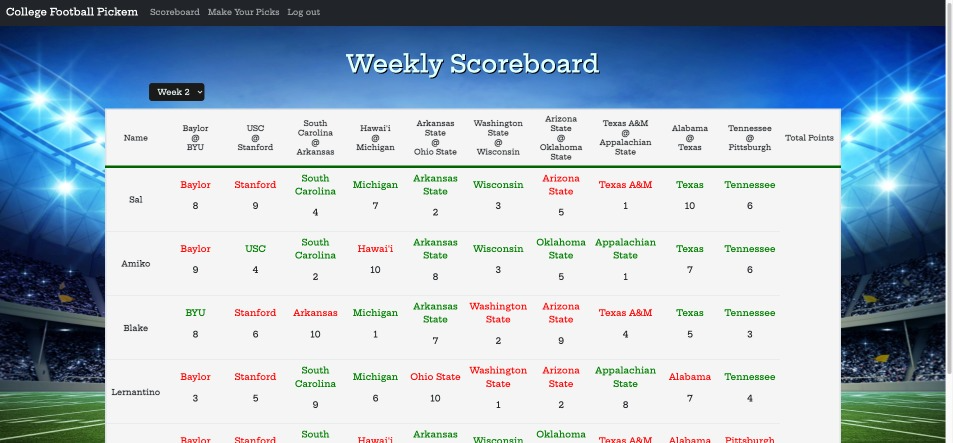 College Football Pickem Scoreboard Make Your Picks Log out
Weekly Scoreboard
Week 2
Name
Baylor
@
BYU
USC
@
Stanford
South
Carolina
@
Arkansas
Hawai'i
@
Michigan
Arkansas
State
@
Ohio State
Washington
State
@
Wisconsin
Arizona
State
@
Oklahoma
State
Texas A&M
@
Appalachian
State
Alabama
@
Texas
Tennessee
@
Pittsburgh
Total Points
Sal
Baylor
8
Stanford
9
South
Carolina
4
Michigan
7
Arkansas
State
2
Wisconsin
3
Arizona
State
5
Texas A&M
1
Texas
10
Tennessee
6
Amiko
Baylor
9
USC
4
South
Carolina
2
Hawai'i
10
Arkansas
State
8
Wisconsin
3
Oklahoma
State
5
Appalachian
State
1
Texas
7
Tennessee
6
Blake
BYU
8
Stanford
6
Arkansas
10
Michigan
1
Arkansas
State
7
Washington
State
2
Arizona
State
9
Texas A&M
4
Texas
5
Tennessee
3
Lernantino
Baylor
3
Stanford
5
South
Carolina
9
Michigan
6
Ohio State
10
Washington
State
1
Arizona
State
2
Appalachian
State
8
Alabama
7
Tennessee
4
Baylor
Stanford
South
Hawai'i
Arkansas
Wisconsin
Oklahoma
Texas A&M
Alabama
Pittsburgh